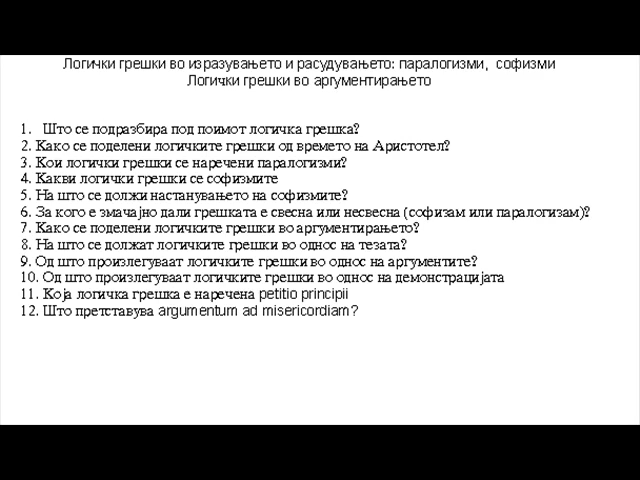 Логички грешки во изразувањето и расудувањето: паралогизми, софизми
Логички грешки во аргументирањето
1. Што се подразбира под поимот логичка грешка?
2. Како се поделени логичките грешки од времето на Аристотел?
3. Кои логички грешки се наречени паралогизми?
4. Какви логички грешки се софизмите
5. На што се должи настанувањето на софизмите?
6. За кого е змачајно дали грешката е свесна или несвесна (софизам или паралогизам)?
7. Како се поделени логичките грешки во аргументирањето?
8. На што се должат логичките грешки во однос на тезата?
9. Од што произлегуваат логичките грешки во однос на аргументите?
10. Од што произлегуваат логичките грешки во однос на демонстрацијата
11. Која логичка грешка е наречена petitio principii
12. Што претставува argumentum ad misericordiam?